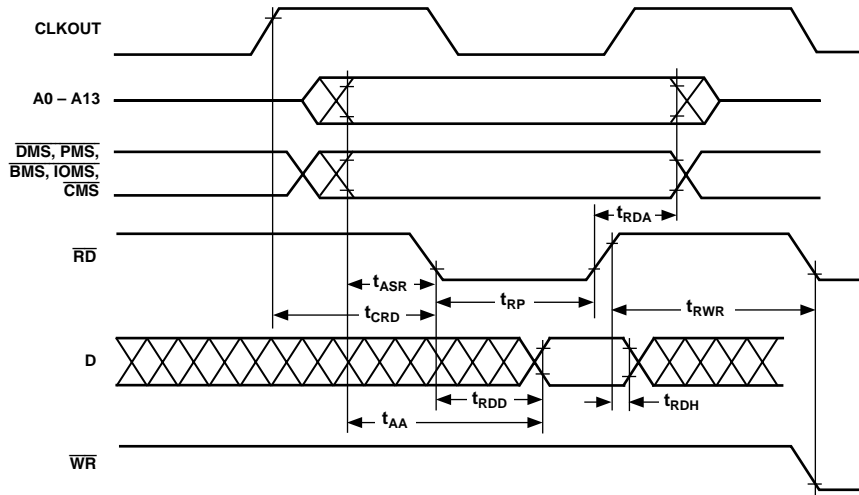 CLKOUT
A0 – A13
DMS, PMS,
BMS, IOMS,
CMS
tRDA
RD
tASR
tCRD
tRP
tRWR
D
tRDD
tRDH
tAA
WR